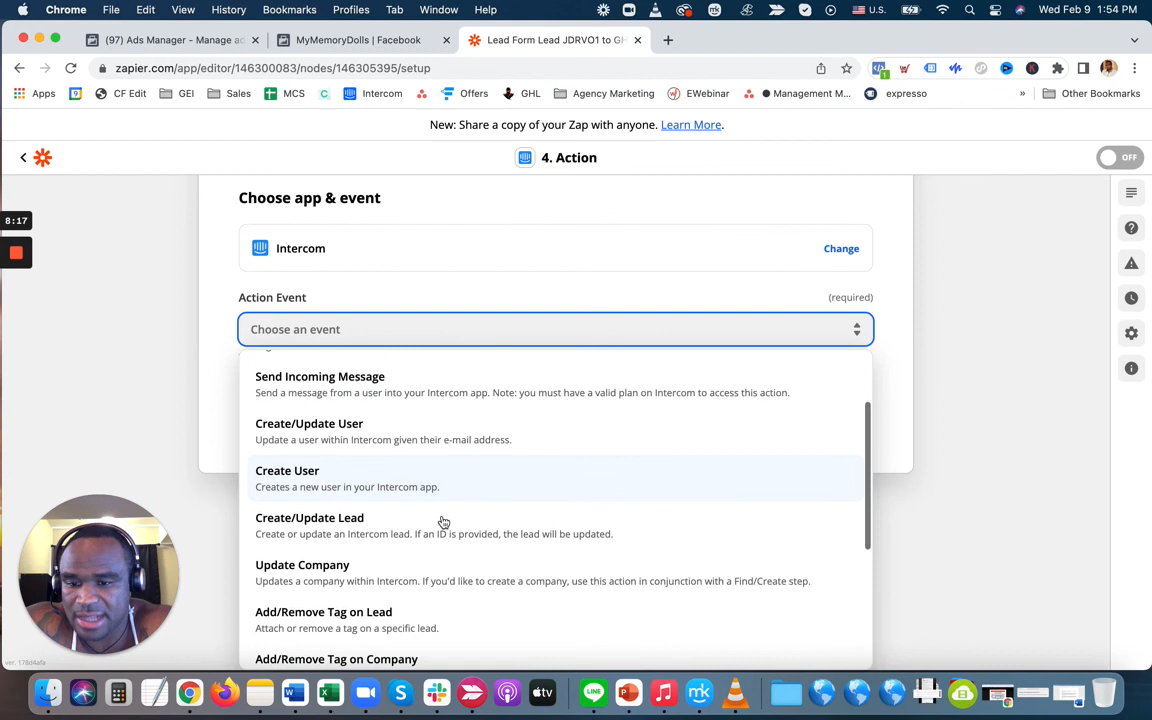 Chrome File Edit View History Bookmarks Profiles Tab Window Help U.S. Wed Feb 9 1:54 PM
(97) Ads Manager - Manage ad MyMemoryDolls | Facebook Lead Form Lead JDRVO1 to GH
zapier.com/app/editor/146300083/nodes/146305395/setup
Apps CF Edit GEI Sales MCS Intercom Offers GHL Agency Marketing EWebinar Management M... expresso » Other Bookmarks
New: Share a copy of your Zap with anyone. Learn More.
4. Action OFF
Choose app & event
8:17
Intercom Change
Action Event (required)
Choose an event
Send Incoming Message
Send a message from a user into your Intercom app. Note: you must have a valid plan on Intercom to access this action.
Create/Update User
Update a user within Intercom given their e-mail address.
Create User
Creates a new user in your Intercom app.
Create/Update Lead
Create or update an Intercom lead. If an ID is provided, the lead will be updated.
Update Company
Updates a company within Intercom. If you'd like to create a company, use this action in conjunction with a Find/Create step.
Add/Remove Tag on Lead
Attach or remove a tag on a specific lead.
Add/Remove Tag on Company
ver. 178d4afa